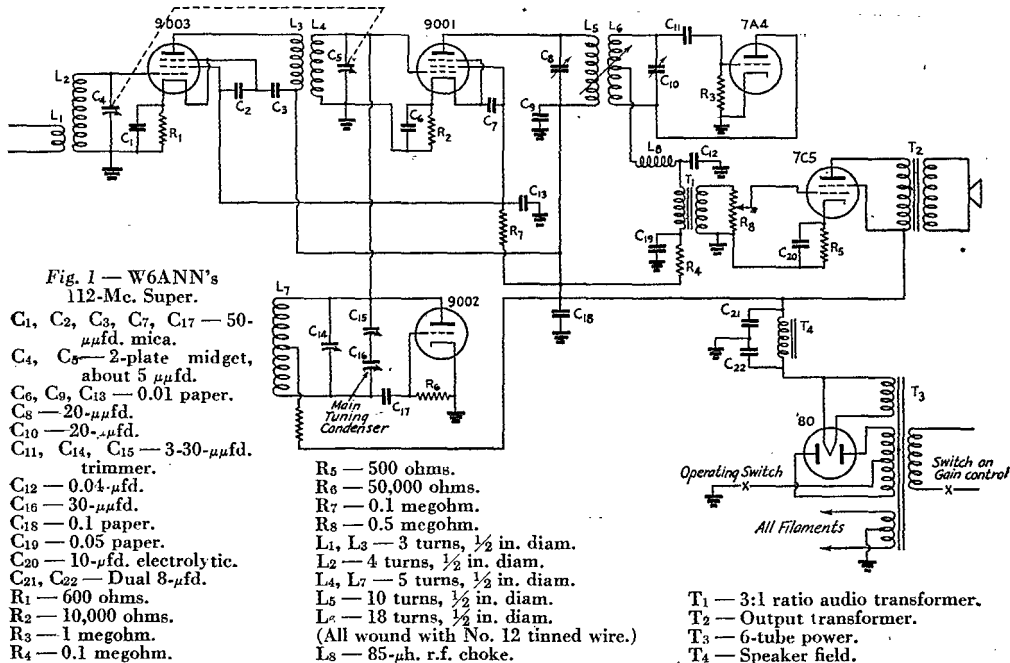 9003
L3
L4
9001
L5
L6
C11
7A4
L2
C4
C5
C8
C10
R3
L1
C1
R1
C2
C3
C6
R2
C7
C9
L8
C12
7C5
T2
T1
R8
C13
R7
C19
R4
C20
R5
Fig. 1 — W6ANN's
112-Mc. Super.
C1, C2, C3, C7, C17 — 50-
μμfd. mica.
C4, C5 — 2-plate midget,
about 5 μμfd.
C6, C9, C13 — 0.01 paper.
C8 — 20-μμfd.
C10 — 20-μμfd.
C11, C14, C15 — 3-30-μμfd.
trimmer.
C12 — 0.04-μfd.
C16 — 30-μμfd.
C18 — 0.1 paper.
C19 — 0.05 paper.
C20 — 10-μfd. electrolytic.
C21, C22 — Dual 8-μfd.
R1 — 600 ohms.
R2 — 10,000 ohms.
R3 — 1 megohm.
R4 — 0.1 megohm.
L7
C14
C15
C16
9002
C17
R6
Main
Tuning
Condenser
C18
C21
C22
T4
T3
'80
Operating Switch
X
Switch on
Gain control
X
All Filaments
R5 — 500 ohms.
R6 — 50,000 ohms.
R7 — 0.1 megohm.
R8 — 0.5 megohm.
L1, L3 — 3 turns, ½ in. diam.
L2 — 4 turns, ½ in. diam.
L4, L7 — 5 turns, ½ in. diam.
L5 — 10 turns, ½ in. diam.
L6 — 18 turns, ½ in. diam.
(All wound with No. 12 tinned wire.)
L8 — 85-μh. r.f. choke.
T1 — 3:1 ratio audio transformer.
T2 — Output transformer.
T3 — 6-tube power.
T4 — Speaker field.